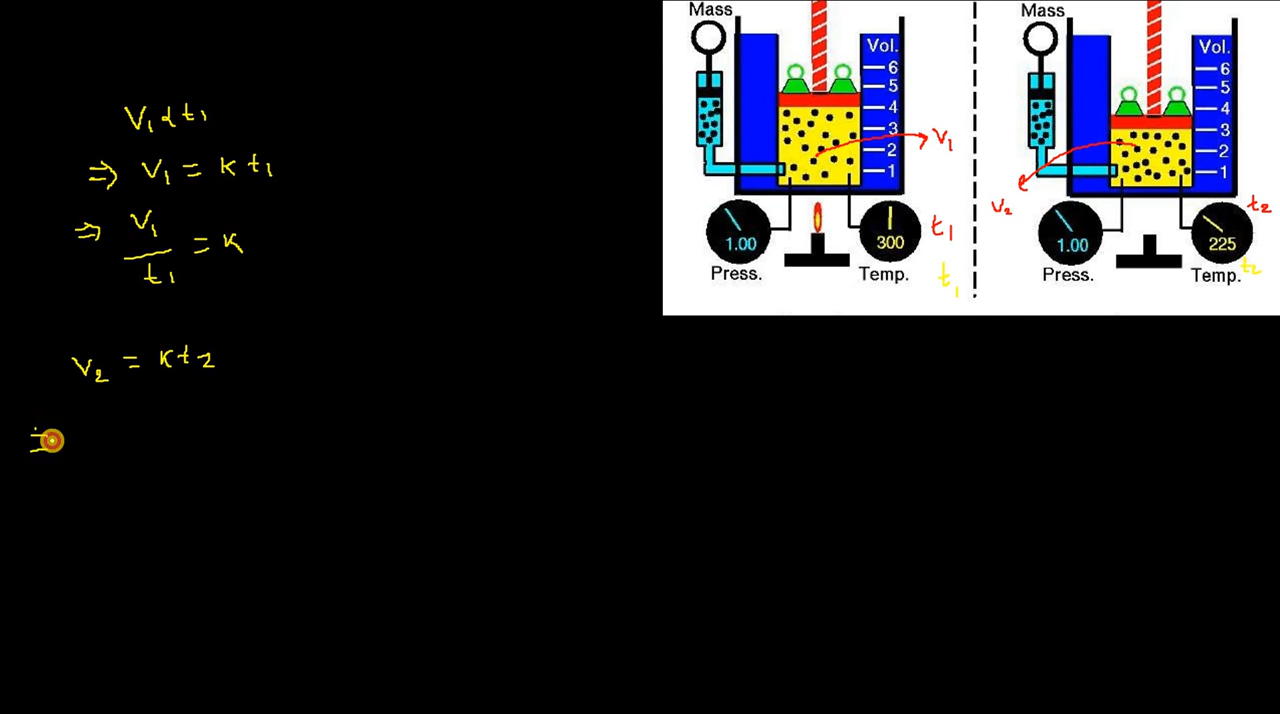 V₁ ∝ t₁
⇒ V₁ = K t₁
⇒ V₁ / t₁ = K
V₂ = K t₂
Mass
Vol.
6
5
4
3
2
1
V₁
1.00
Press.
300
Temp.
t₁
t₁
Mass
Vol.
6
5
4
3
2
1
V₂
1.00
Press.
225
Temp.
t₂
t₂